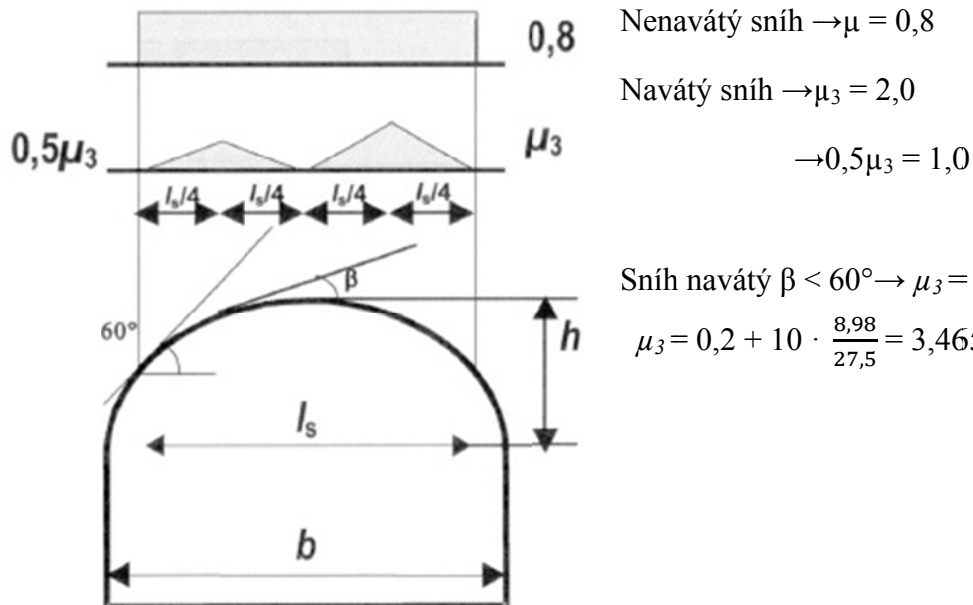 0,8
0,5μ₃
μ₃
lₛ/4 lₛ/4 lₛ/4 lₛ/4
β
60°
h
lₛ
b
Nenavátý sníh →μ = 0,8
Navátý sníh →μ₃ = 2,0
→0,5μ₃ = 1,0
Sníh navátý β < 60°→ μ₃ =
μ₃ = 0,2 + 10 · 8,98/27,5 = 3,465